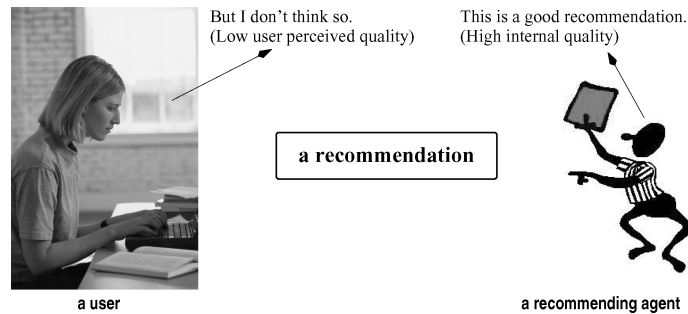 But I don't think so.
(Low user perceived quality)
This is a good recommendation.
(High internal quality)
a recommendation
a user
a recommending agent